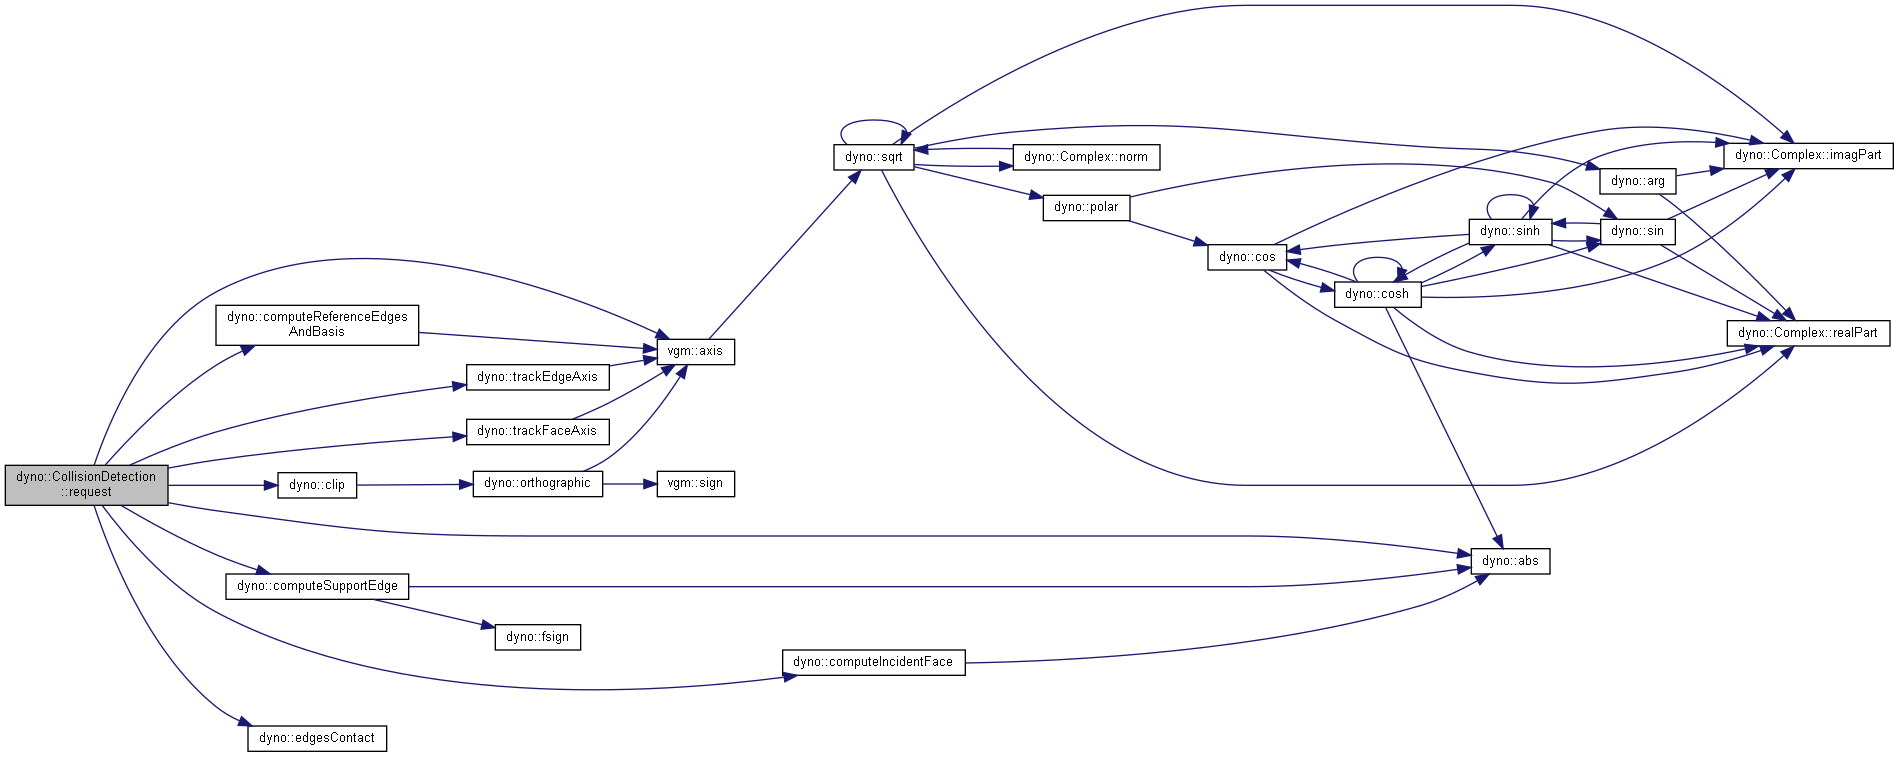 dyno::CollisionDetection
::request
dyno::computeReferenceEdges
AndBasis
dyno::trackEdgeAxis
dyno::trackFaceAxis
dyno::clip
dyno::orthographic
vgm::axis
vgm::sign
dyno::computeSupportEdge
dyno::fsign
dyno::computeIncidentFace
dyno::edgesContact
dyno::sqrt
dyno::Complex::norm
dyno::polar
dyno::cos
dyno::cosh
dyno::sinh
dyno::sin
dyno::arg
dyno::Complex::imagPart
dyno::Complex::realPart
dyno::abs